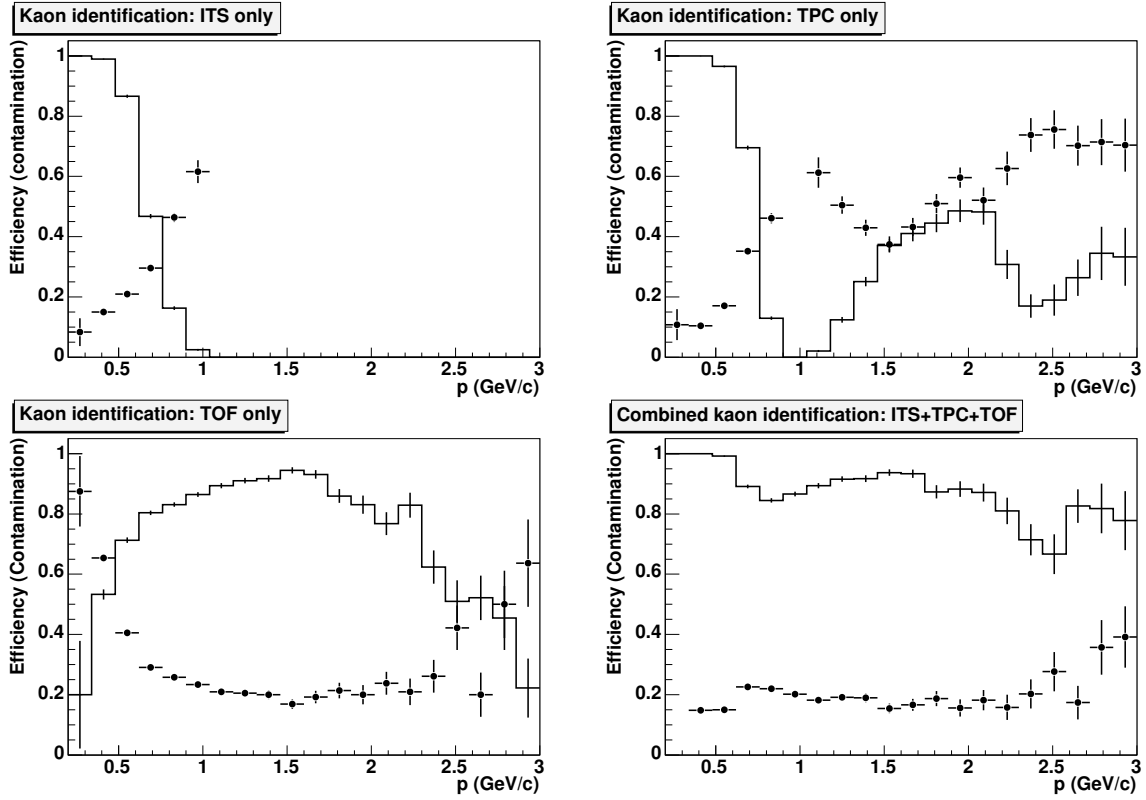 Kaon identification: ITS only
Efficiency (contamination)
1
0.8
0.6
0.4
0.2
0
0.5 1 1.5 2 2.5 3
p (GeV/c)
Kaon identification: TPC only
Efficiency (contamination)
1
0.8
0.6
0.4
0.2
0
0.5 1 1.5 2 2.5 3
p (GeV/c)
Kaon identification: TOF only
Efficiency (Contamination)
1
0.8
0.6
0.4
0.2
0
0.5 1 1.5 2 2.5 3
p (GeV/c)
Combined kaon identification: ITS+TPC+TOF
Efficiency (Contamination)
1
0.8
0.6
0.4
0.2
0
0.5 1 1.5 2 2.5 3
p (GeV/c)